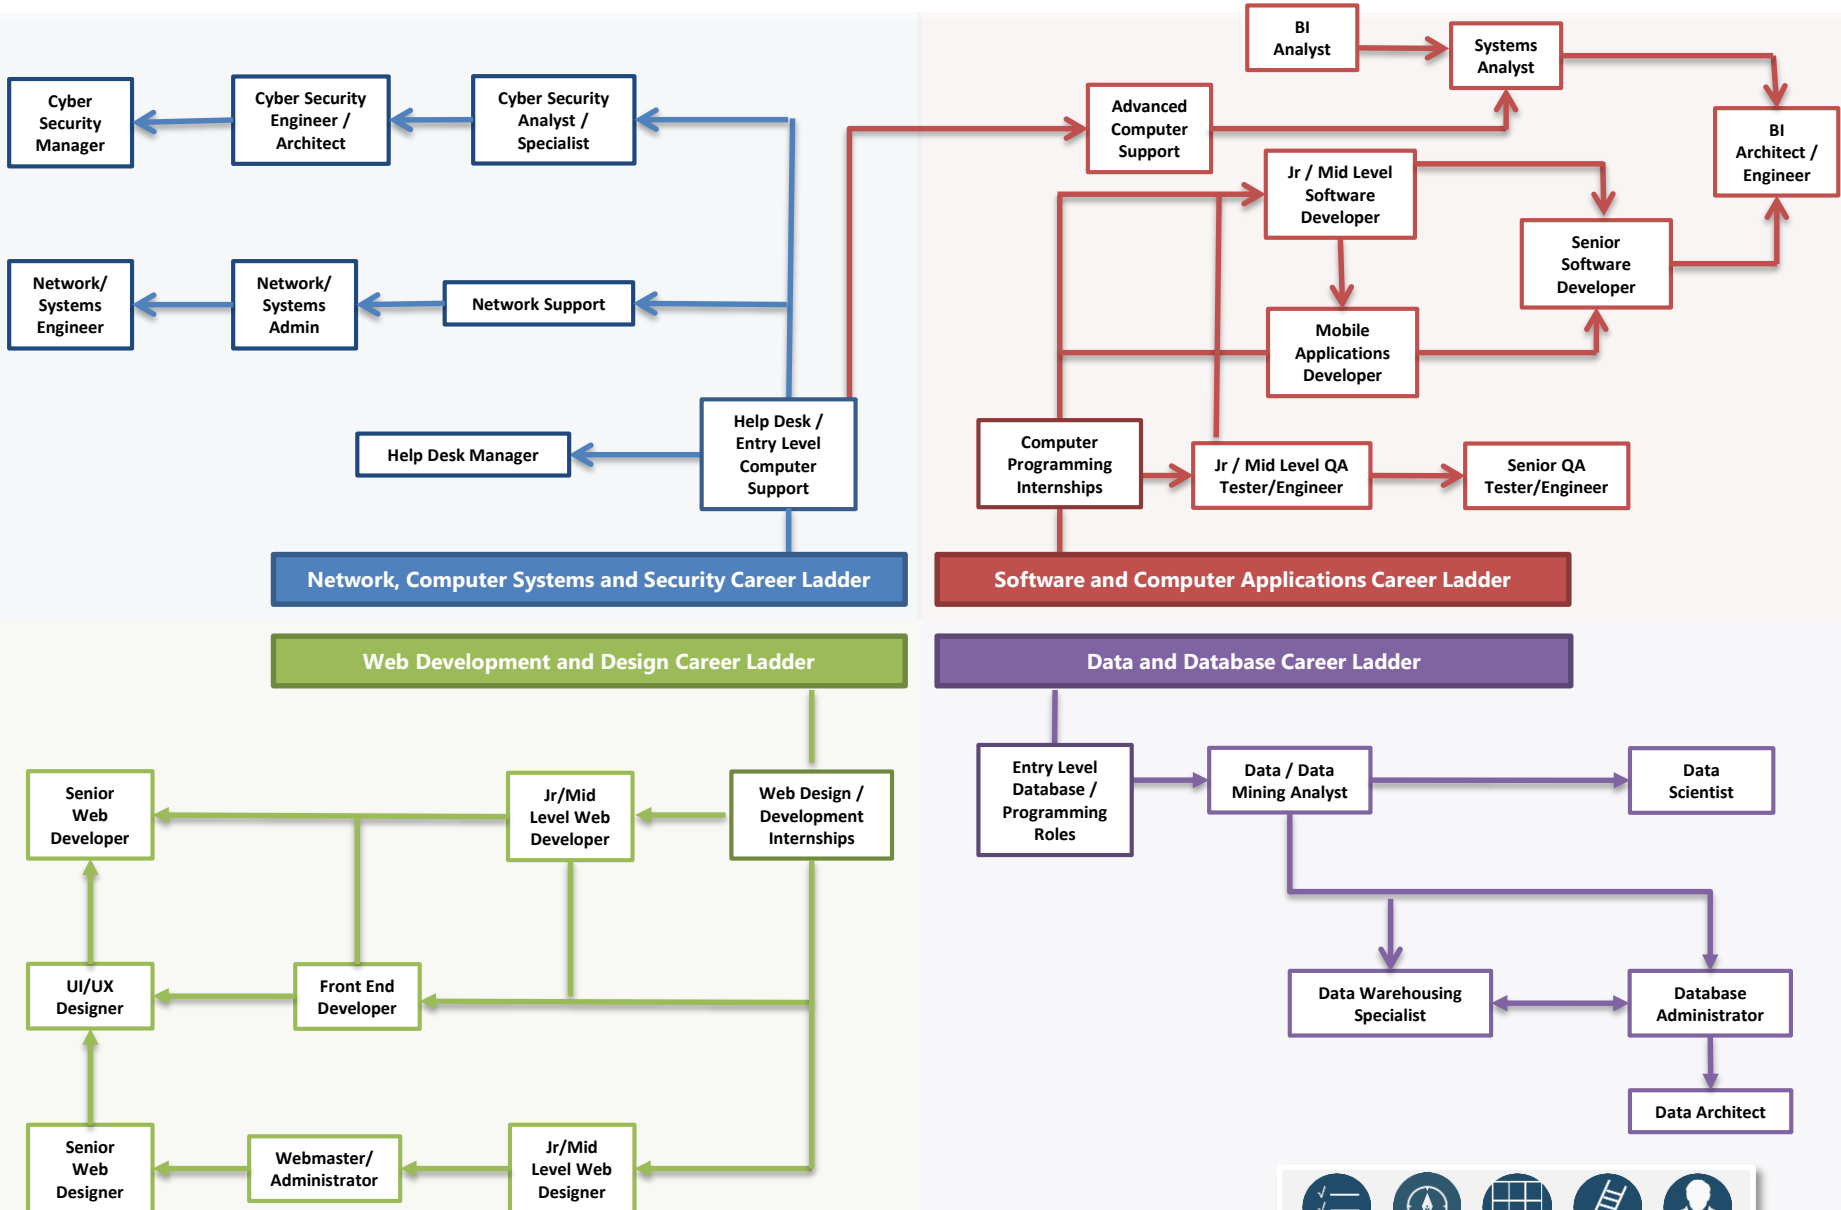 BI
Analyst
Systems
Analyst
Cyber
Security
Manager
Cyber Security
Engineer /
Architect
Cyber Security
Analyst /
Specialist
Advanced
Computer
Support
BI
Architect /
Engineer
Jr / Mid Level
Software
Developer
Senior
Software
Developer
Network/
Systems
Engineer
Network/
Systems
Admin
Network Support
Mobile
Applications
Developer
Help Desk Manager
Help Desk /
Entry Level
Computer
Support
Computer
Programming
Internships
Jr / Mid Level QA
Tester/Engineer
Senior QA
Tester/Engineer
Network, Computer Systems and Security Career Ladder
Software and Computer Applications Career Ladder
Web Development and Design Career Ladder
Data and Database Career Ladder
Senior
Web
Developer
Jr/Mid
Level Web
Developer
Web Design /
Development
Internships
UI/UX
Designer
Front End
Developer
Senior
Web
Designer
Webmaster/
Administrator
Jr/Mid
Level Web
Designer
Entry Level
Database /
Programming
Roles
Data / Data
Mining Analyst
Data
Scientist
Data Warehousing
Specialist
Database
Administrator
Data Architect